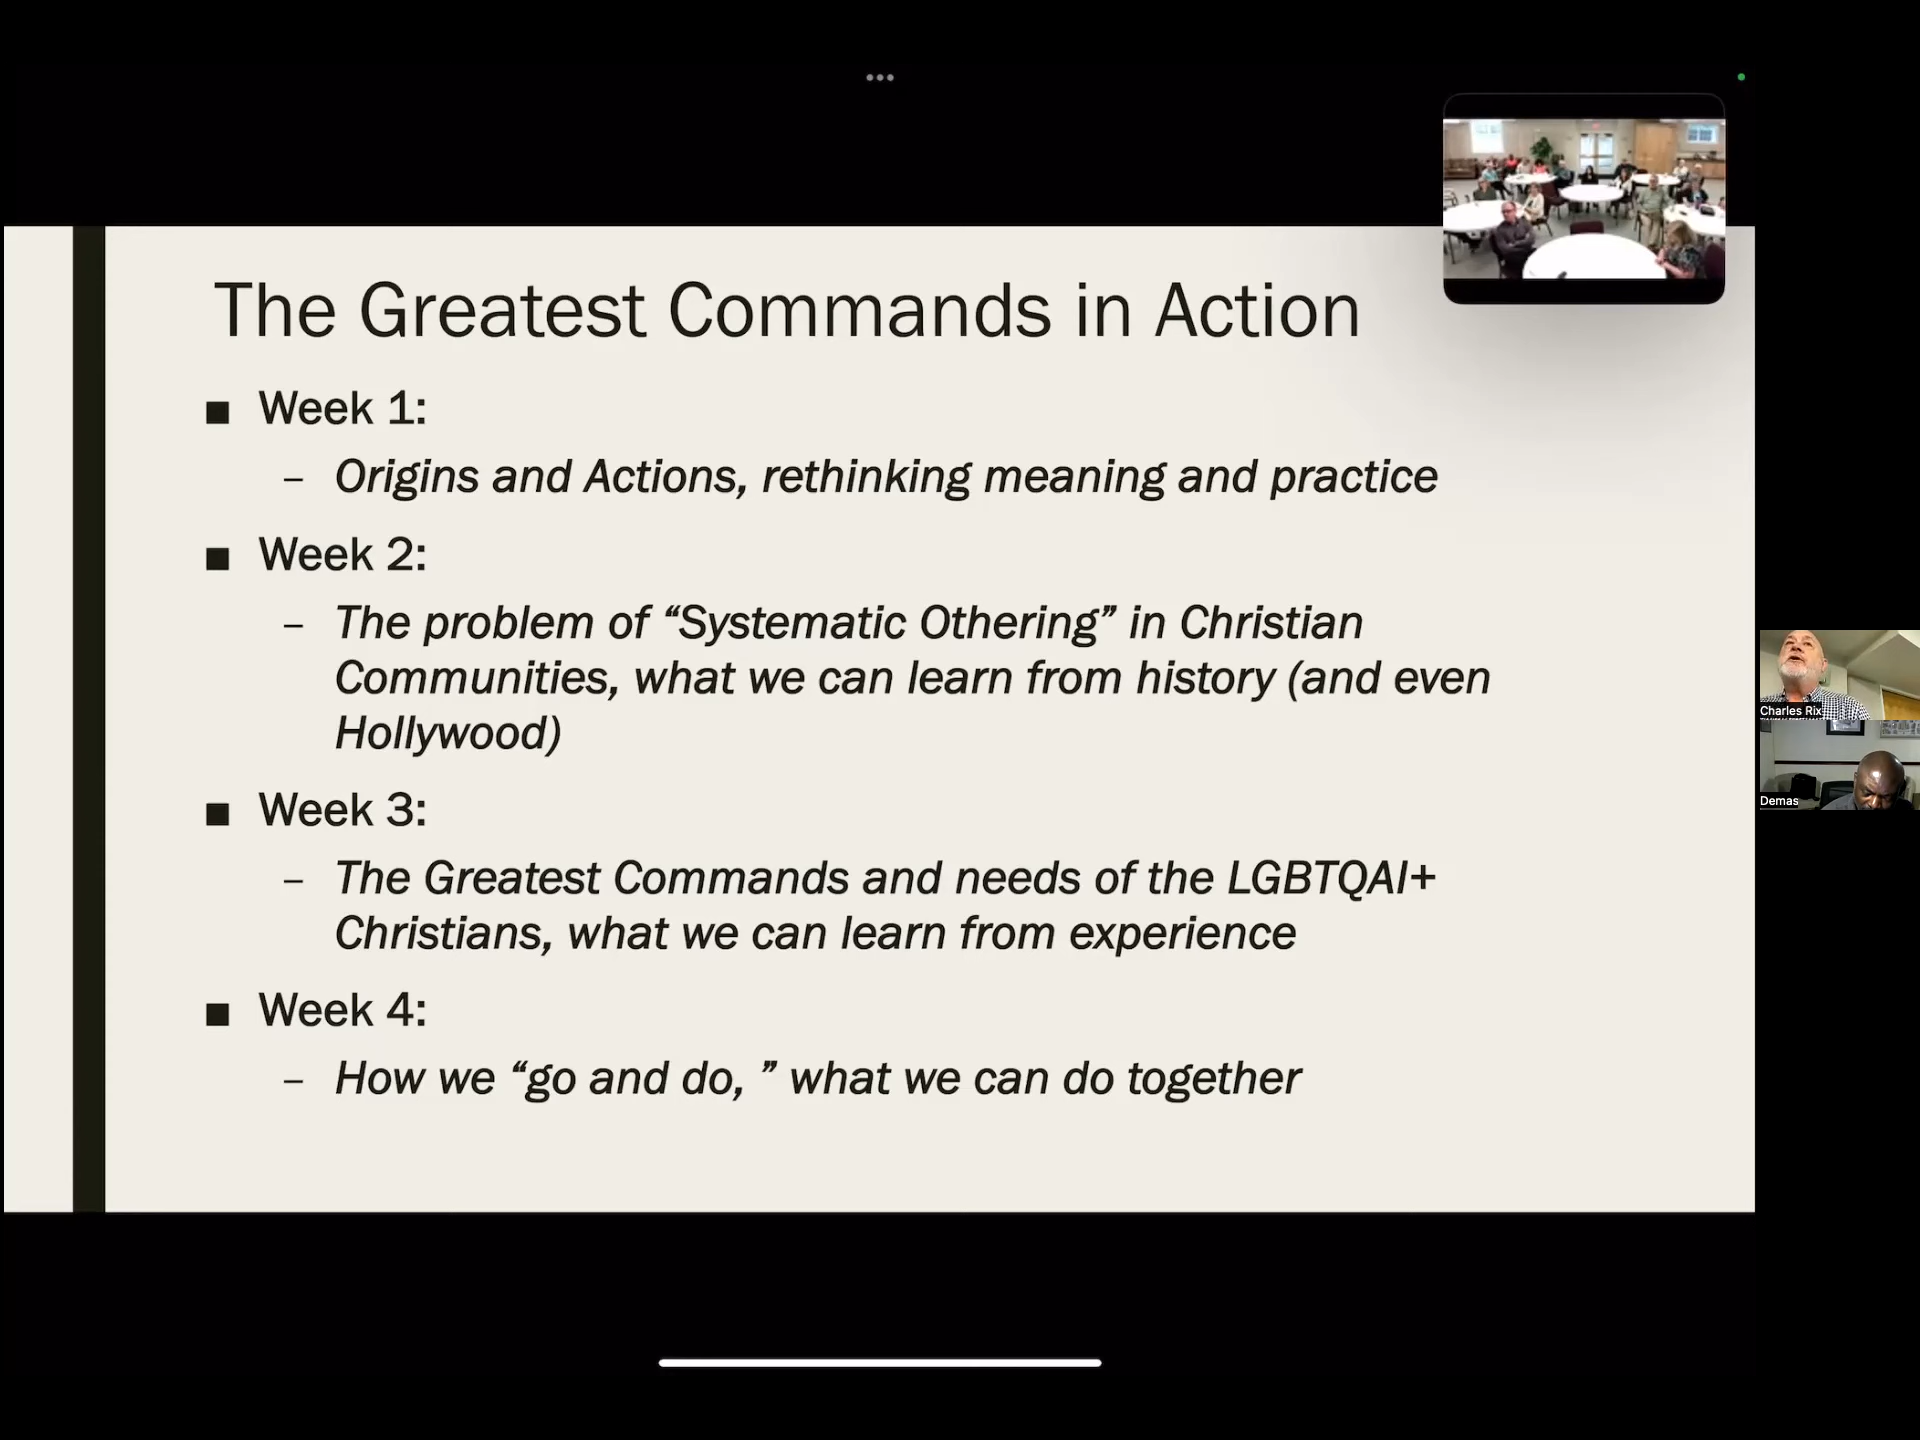 The Greatest Commands in Action
■ Week 1:
– Origins and Actions, rethinking meaning and practice
■ Week 2:
– The problem of “Systematic Othering” in Christian
Communities, what we can learn from history (and even
Hollywood)
■ Week 3:
– The Greatest Commands and needs of the LGBTQAI+
Christians, what we can learn from experience
■ Week 4:
– How we “go and do, ” what we can do together
Charles Rix
Demas